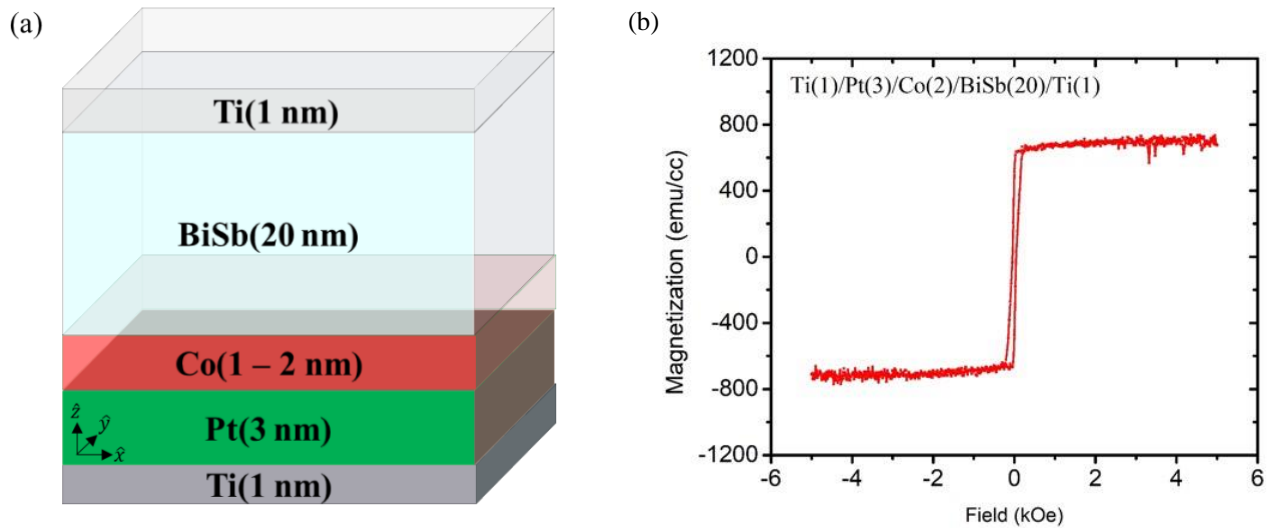 (a)
Ti(1 nm)
BiSb(20 nm)
Co(1 – 2 nm)
Pt(3 nm)
Ti(1 nm)
ẑ
ŷ
x̂
(b)
Ti(1)/Pt(3)/Co(2)/BiSb(20)/Ti(1)
Magnetization (emu/cc)
1200
800
400
0
-400
-800
-1200
-6
-4
-2
0
2
4
6
Field (kOe)